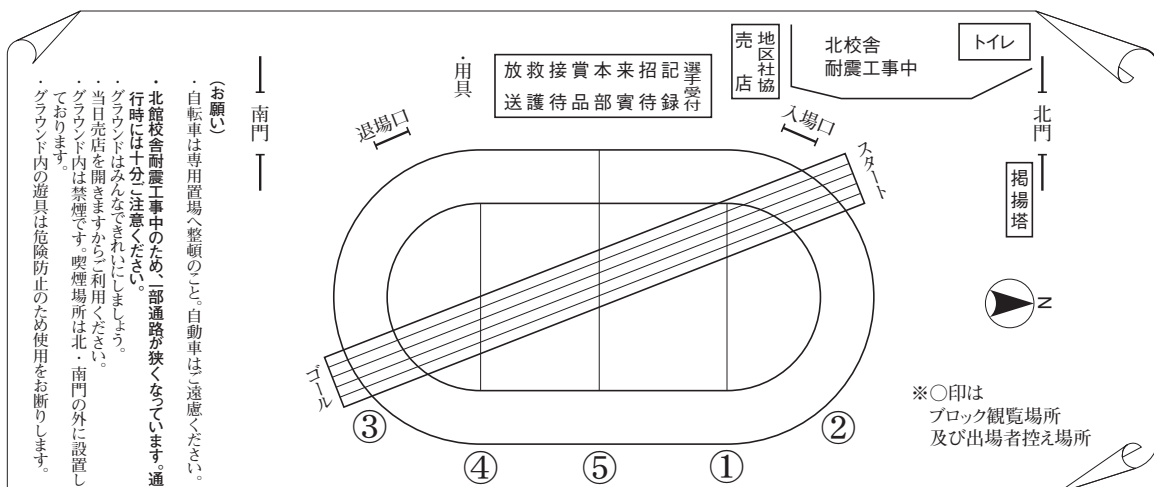 トイレ
北校舎
耐震工事中
地区社協
売店
選手受付
記録
招待
来賓
本部
賞品
接待
救護
放送
・用具
北門
南門
入場口
退場口
スタート
掲揚塔
N
ゴール
①
②
③
④
⑤
※○印は
ブロック観覧場所
及び出場者控え場所
(お願い)
・自転車は専用置場へ整頓のこと。自動車はご遠慮ください。
・北館校舎耐震工事中のため、一部通路が狭くなっています。通
行時には十分ご注意ください。
・グラウンドはみんなできれいにしましょう。
・当日売店を開きますからご利用ください。
・グラウンド内は禁煙です。喫煙場所は北・南門の外に設置し
ております。
・グラウンド内の遊具は危険防止のため使用をお断りします。